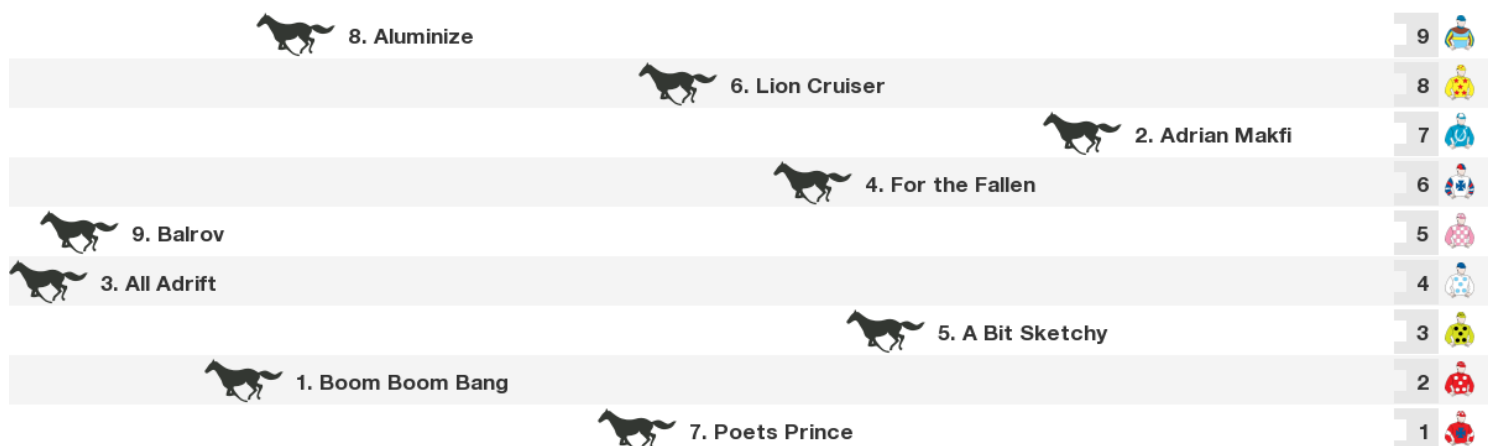 8. Aluminize 9
6. Lion Cruiser 8
2. Adrian Makfi 7
4. For the Fallen 6
9. Balrov 5
3. All Adrift 4
5. A Bit Sketchy 3
1. Boom Boom Bang 2
7. Poets Prince 1